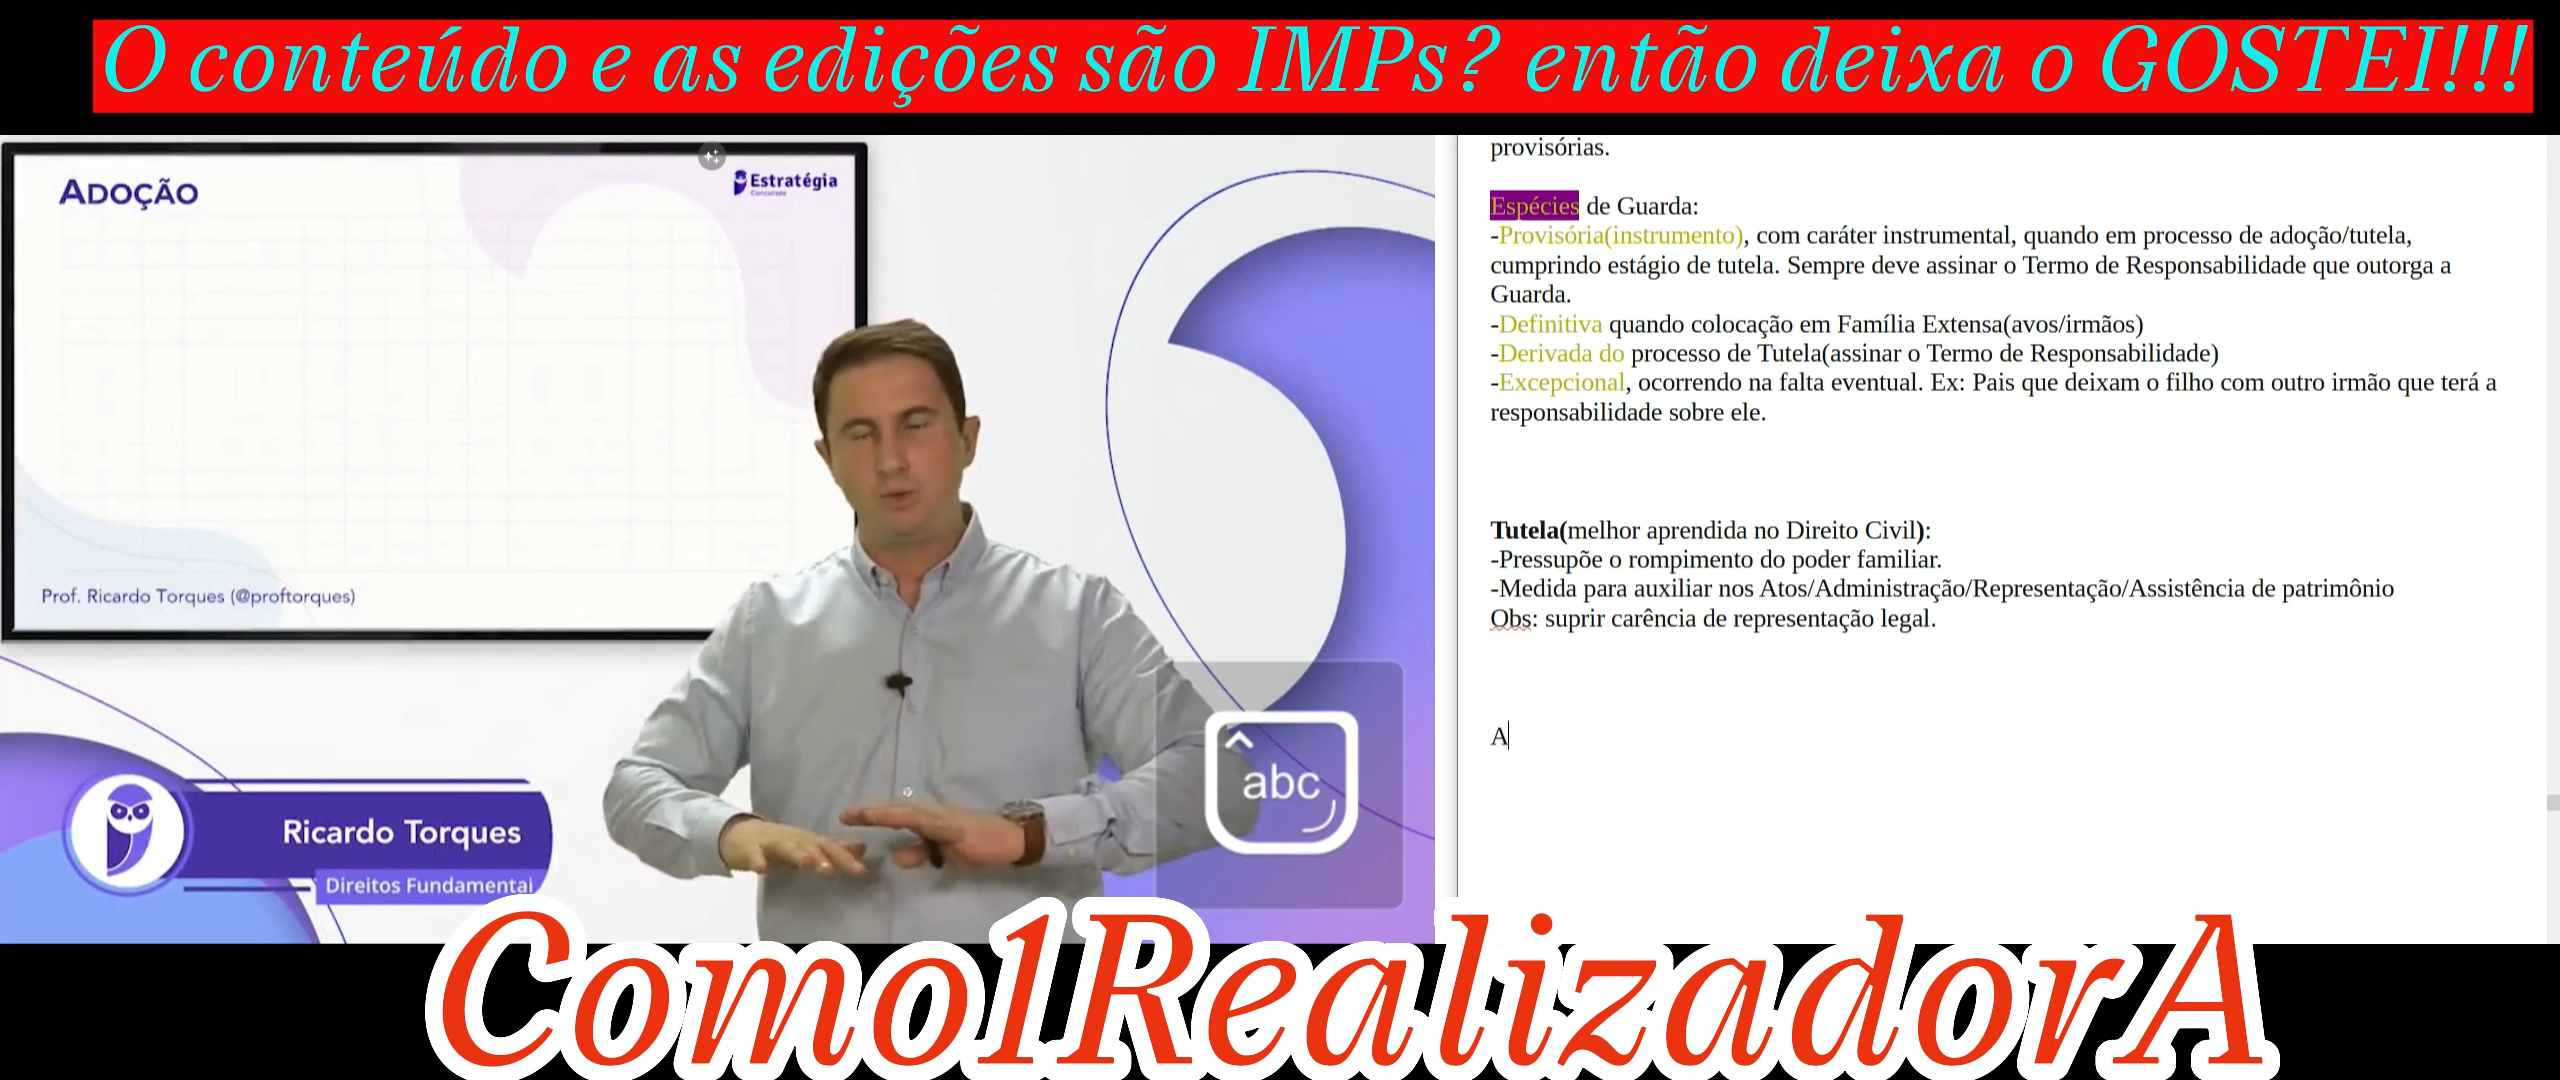 O conteúdo e as edições são IMPs? então deixa o GOSTEI!!!
ADOÇÃO
Estratégia
Concursos
Prof. Ricardo Torques (@proftorques)
Ricardo Torques
Direitos Fundamentai
abc
provisórias.
Espécies de Guarda:
-Provisória(instrumento), com caráter instrumental, quando em processo de adoção/tutela,
cumprindo estágio de tutela. Sempre deve assinar o Termo de Responsabilidade que outorga a
Guarda.
-Definitiva quando colocação em Família Extensa(avos/irmãos)
-Derivada do processo de Tutela(assinar o Termo de Responsabilidade)
-Excepcional, ocorrendo na falta eventual. Ex: Pais que deixam o filho com outro irmão que terá a
responsabilidade sobre ele.
Tutela(melhor aprendida no Direito Civil):
-Pressupõe o rompimento do poder familiar.
-Medida para auxiliar nos Atos/Administração/Representação/Assistência de patrimônio
Obs: suprir carência de representação legal.
A
Como1RealizadorA